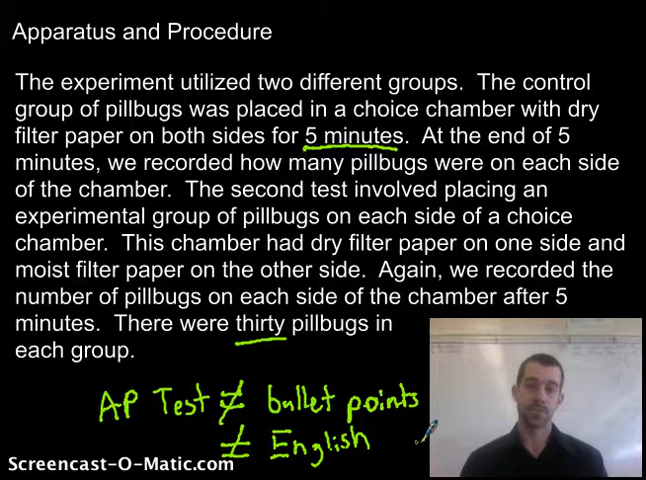 Apparatus and Procedure
The experiment utilized two different groups.  The control
group of pillbugs was placed in a choice chamber with dry
filter paper on both sides for 5 minutes.  At the end of 5
minutes, we recorded how many pillbugs were on each side
of the chamber.  The second test involved placing an
experimental group of pillbugs on each side of a choice
chamber.  This chamber had dry filter paper on one side and
moist filter paper on the other side.  Again, we recorded the
number of pillbugs on each side of the chamber after 5
minutes.  There were thirty pillbugs in
each group.
AP Test ≠ bullet points
≠ English
Screencast-O-Matic.com